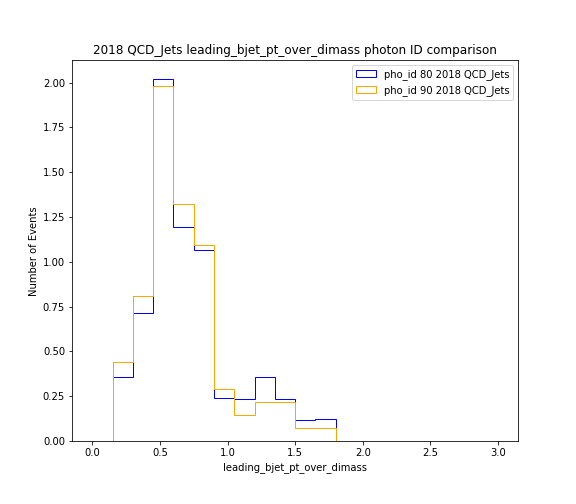 2018 QCD_Jets leading_bjet_pt_over_dimass photon ID comparison
pho_id 80 2018 QCD_Jets
pho_id 90 2018 QCD_Jets
Number of Events
2.00
1.75
1.50
1.25
1.00
0.75
0.50
0.25
0.00
0.0 0.5 1.0 1.5 2.0 2.5 3.0
leading_bjet_pt_over_dimass